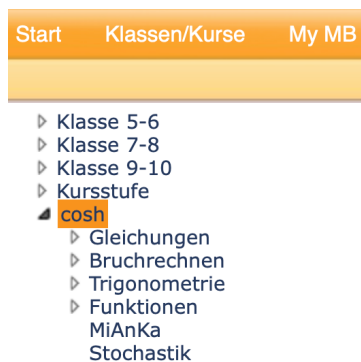 Start Klassen/Kurse My MB
Klasse 5-6
Klasse 7-8
Klasse 9-10
Kursstufe
cosh
Gleichungen
Bruchrechnen
Trigonometrie
Funktionen
MiAnKa
Stochastik